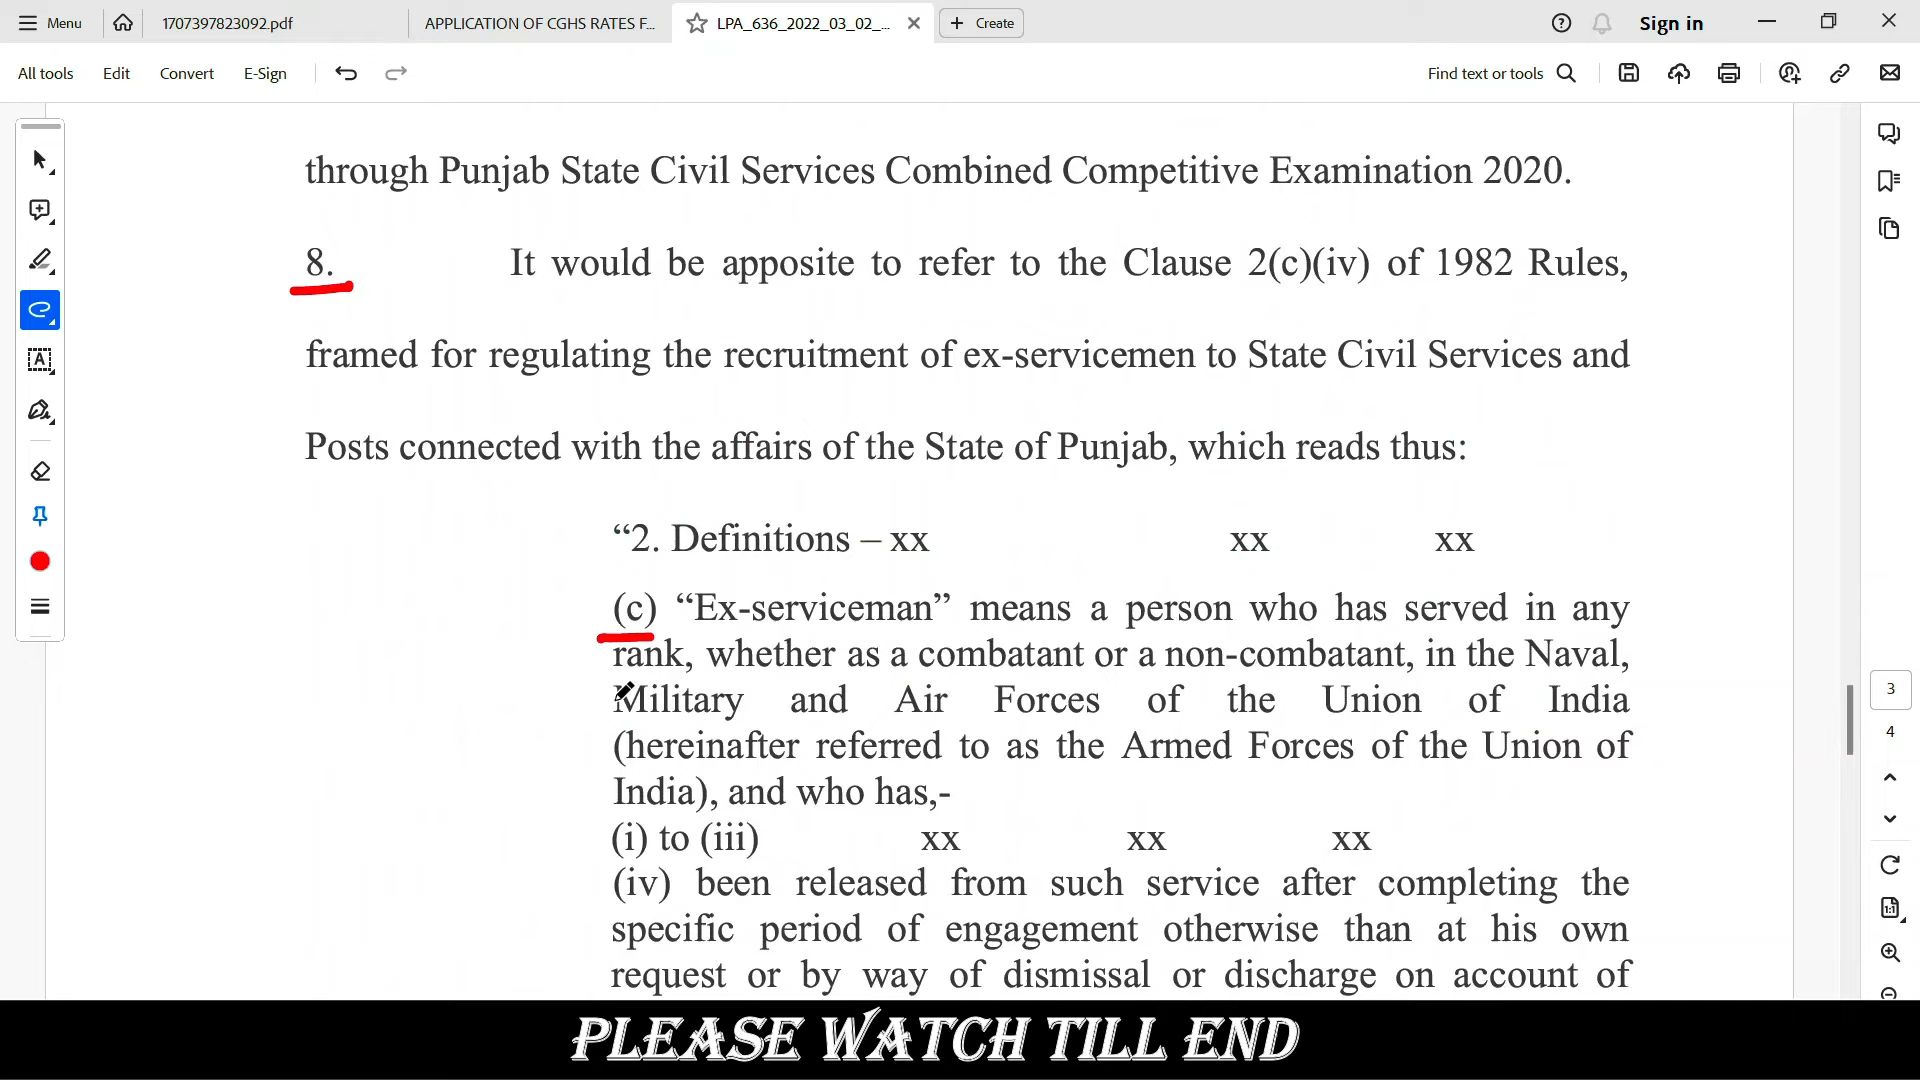 Menu 1707397823092.pdf APPLICATION OF CGHS RATES F... LPA_636_2022_03_02_... Create Sign in
All tools Edit Convert E-Sign Find text or tools
through Punjab State Civil Services Combined Competitive Examination 2020.
8. It would be apposite to refer to the Clause 2(c)(iv) of 1982 Rules,
framed for regulating the recruitment of ex-servicemen to State Civil Services and
Posts connected with the affairs of the State of Punjab, which reads thus:
“2. Definitions – xx xx xx
(c) “Ex-serviceman” means a person who has served in any
rank, whether as a combatant or a non-combatant, in the Naval,
Military and Air Forces of the Union of India
(hereinafter referred to as the Armed Forces of the Union of
India), and who has,-
(i) to (iii) xx xx xx
(iv) been released from such service after completing the
specific period of engagement otherwise than at his own
request or by way of dismissal or discharge on account of
3
4
PLEASE WATCH TILL END